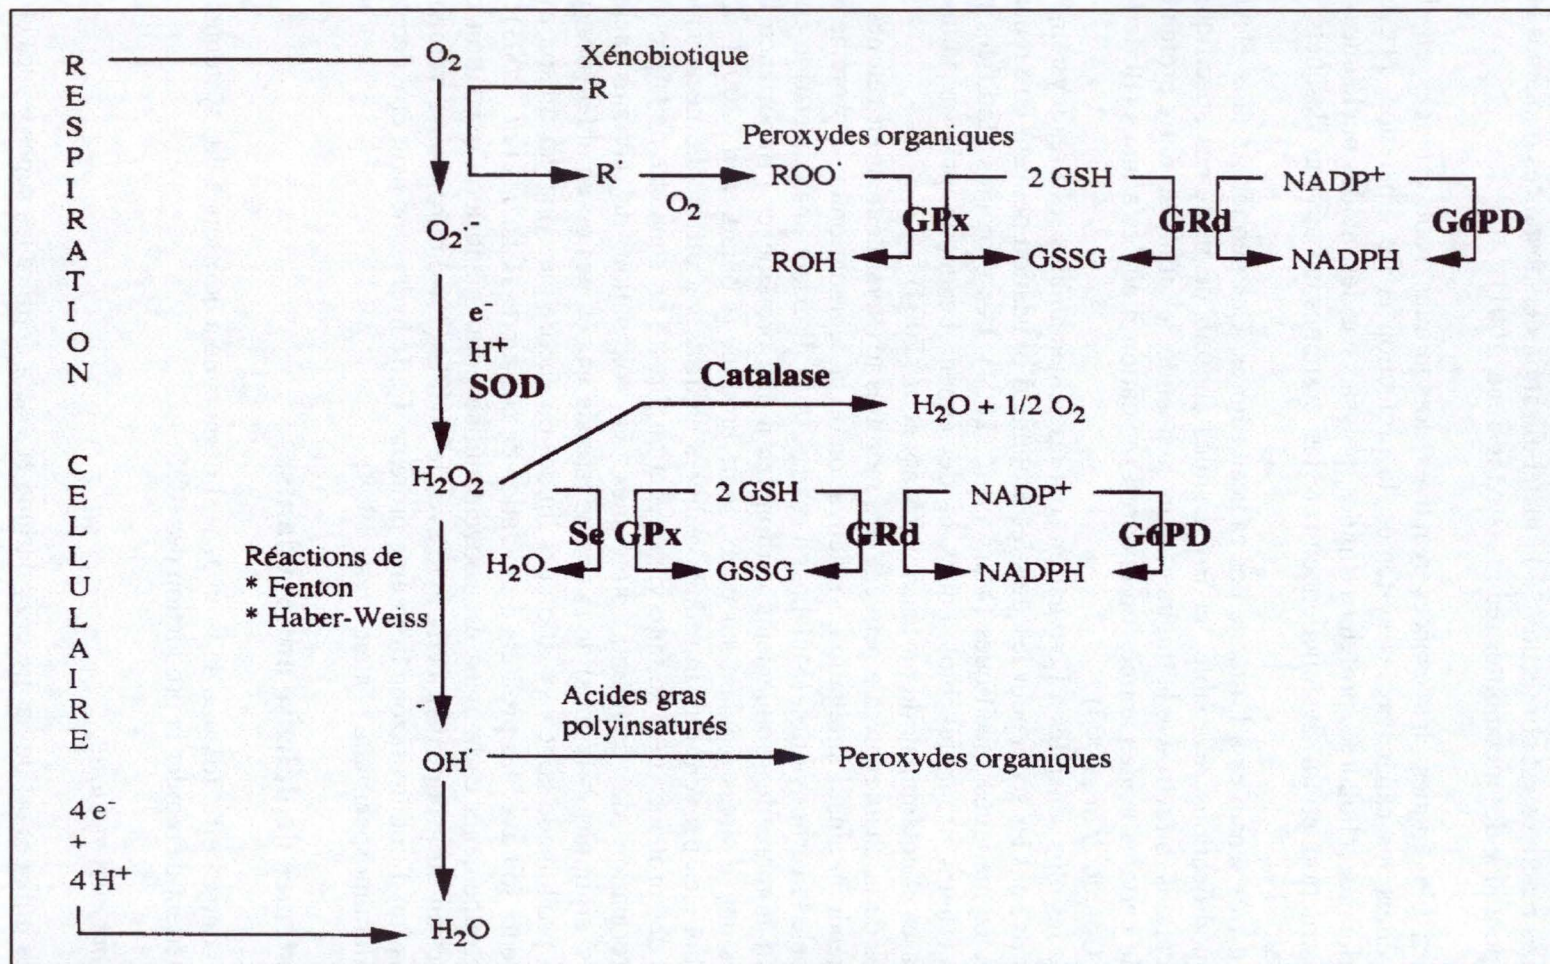 RESPIRATION CELLULAIRE
4 e⁻
+
4 H⁺
O₂
Xénobiotique
R
Peroxydes organiques
R˙
O₂
ROO˙
2 GSH
NADP⁺
GPx
GRd
G6PD
ROH
GSSG
NADPH
O₂˙⁻
e⁻
H⁺
SOD
Catalase
H₂O + 1/2 O₂
H₂O₂
2 GSH
NADP⁺
Se GPx
GRd
G6PD
H₂O
GSSG
NADPH
Réactions de
* Fenton
* Haber-Weiss
Acides gras
polyinsaturés
OH˙
Peroxydes organiques
H₂O